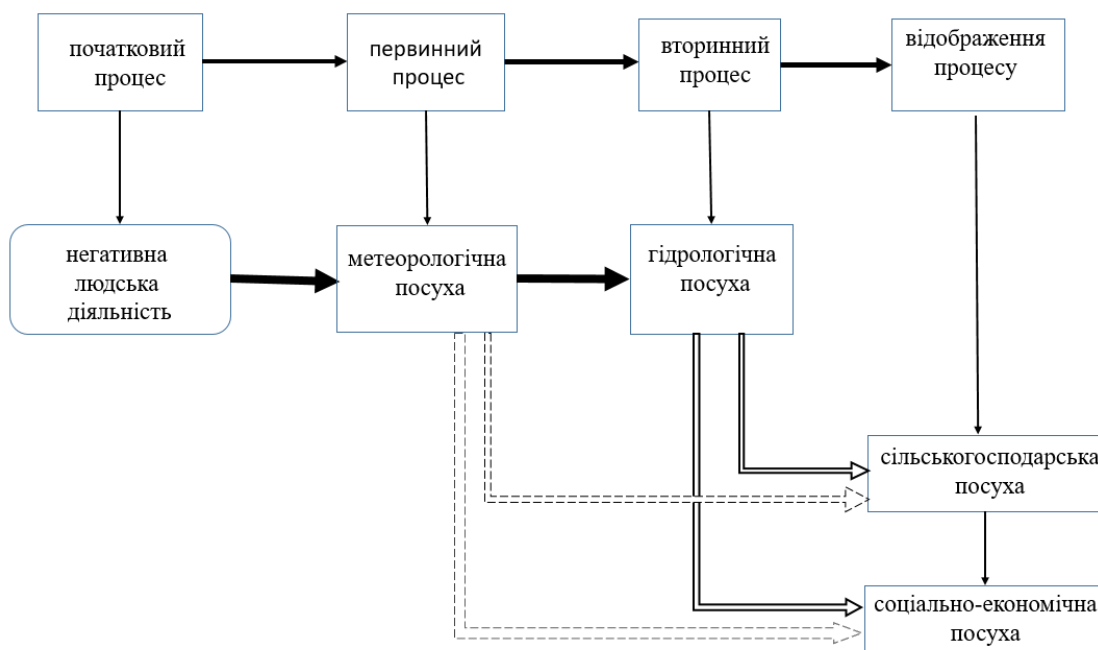 початковий
процес
первинний
процес
вторинний
процес
відображення
процесу
негативна
людська
діяльність
метеорологічна
посуха
гідрологічна
посуха
сільськогосподарська
посуха
соціально-економічна
посуха